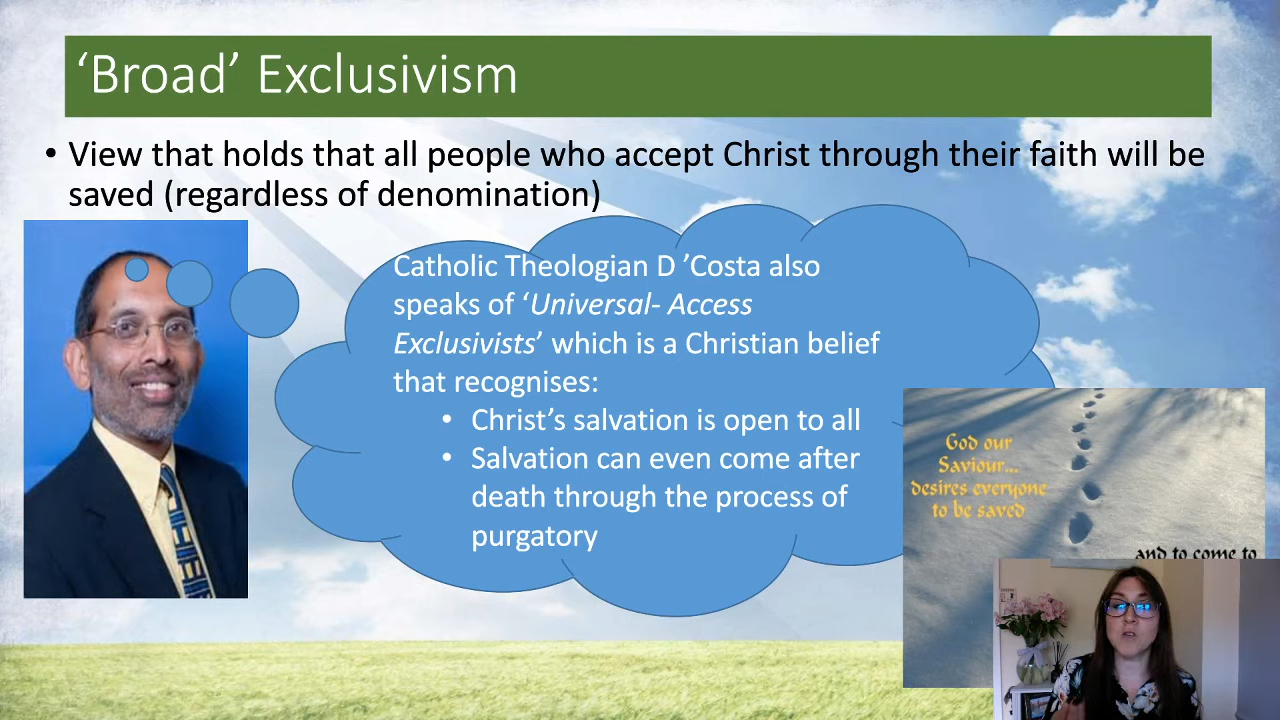 ‘Broad’ Exclusivism
• View that holds that all people who accept Christ through their faith will be
saved (regardless of denomination)
Catholic Theologian D ’Costa also
speaks of ‘Universal- Access
Exclusivists’ which is a Christian belief
that recognises:
• Christ’s salvation is open to all
• Salvation can even come after
death through the process of
purgatory
God our
Saviour...
desires everyone
to be saved
and to come to